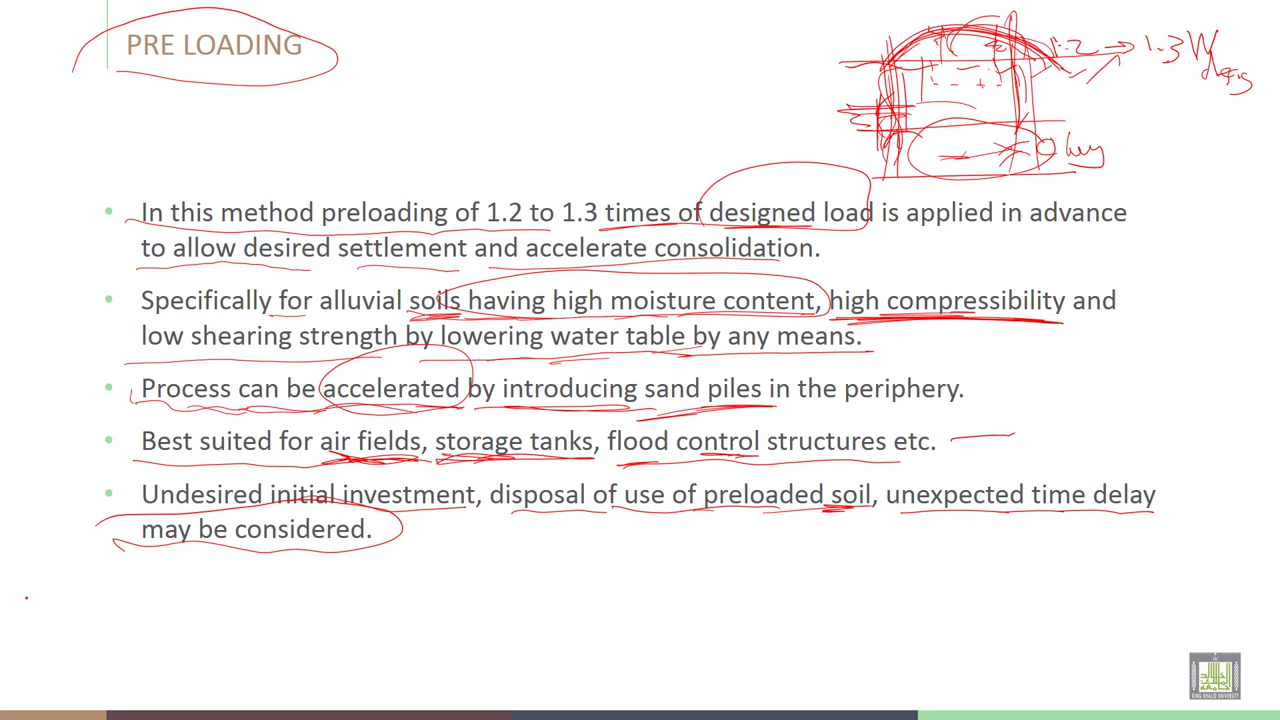 PRE LOADING
1.2 → 1.3 W
• In this method preloading of 1.2 to 1.3 times of designed load is applied in advance
to allow desired settlement and accelerate consolidation.
• Specifically for alluvial soils having high moisture content, high compressibility and
low shearing strength by lowering water table by any means.
• Process can be accelerated by introducing sand piles in the periphery.
• Best suited for air fields, storage tanks, flood control structures etc.
• Undesired initial investment, disposal of use of preloaded soil, unexpected time delay
may be considered.
KING KHALID UNIVERSITY